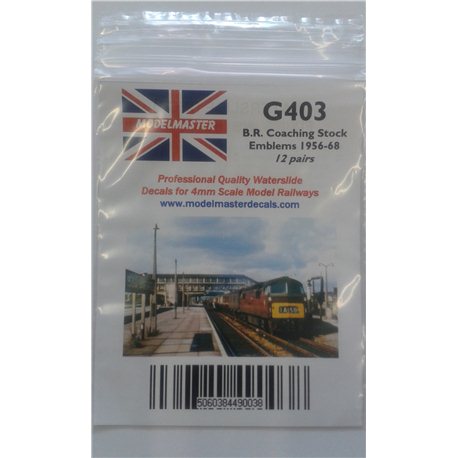 MODELMASTER
G403
B.R. Coaching Stock
Emblems 1956-68
12 pairs
Professional Quality Waterslide
Decals for 4mm Scale Model Railways
www.modelmasterdecals.com
5060384490038